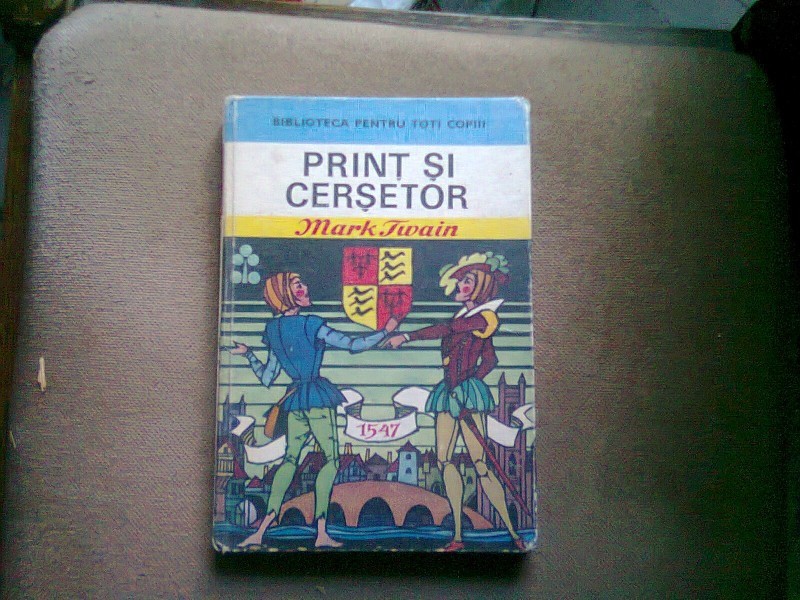 BIBLIOTECA PENTRU TOȚI COPIII
PRINȚ ȘI
CERȘETOR
Mark Twain
1547